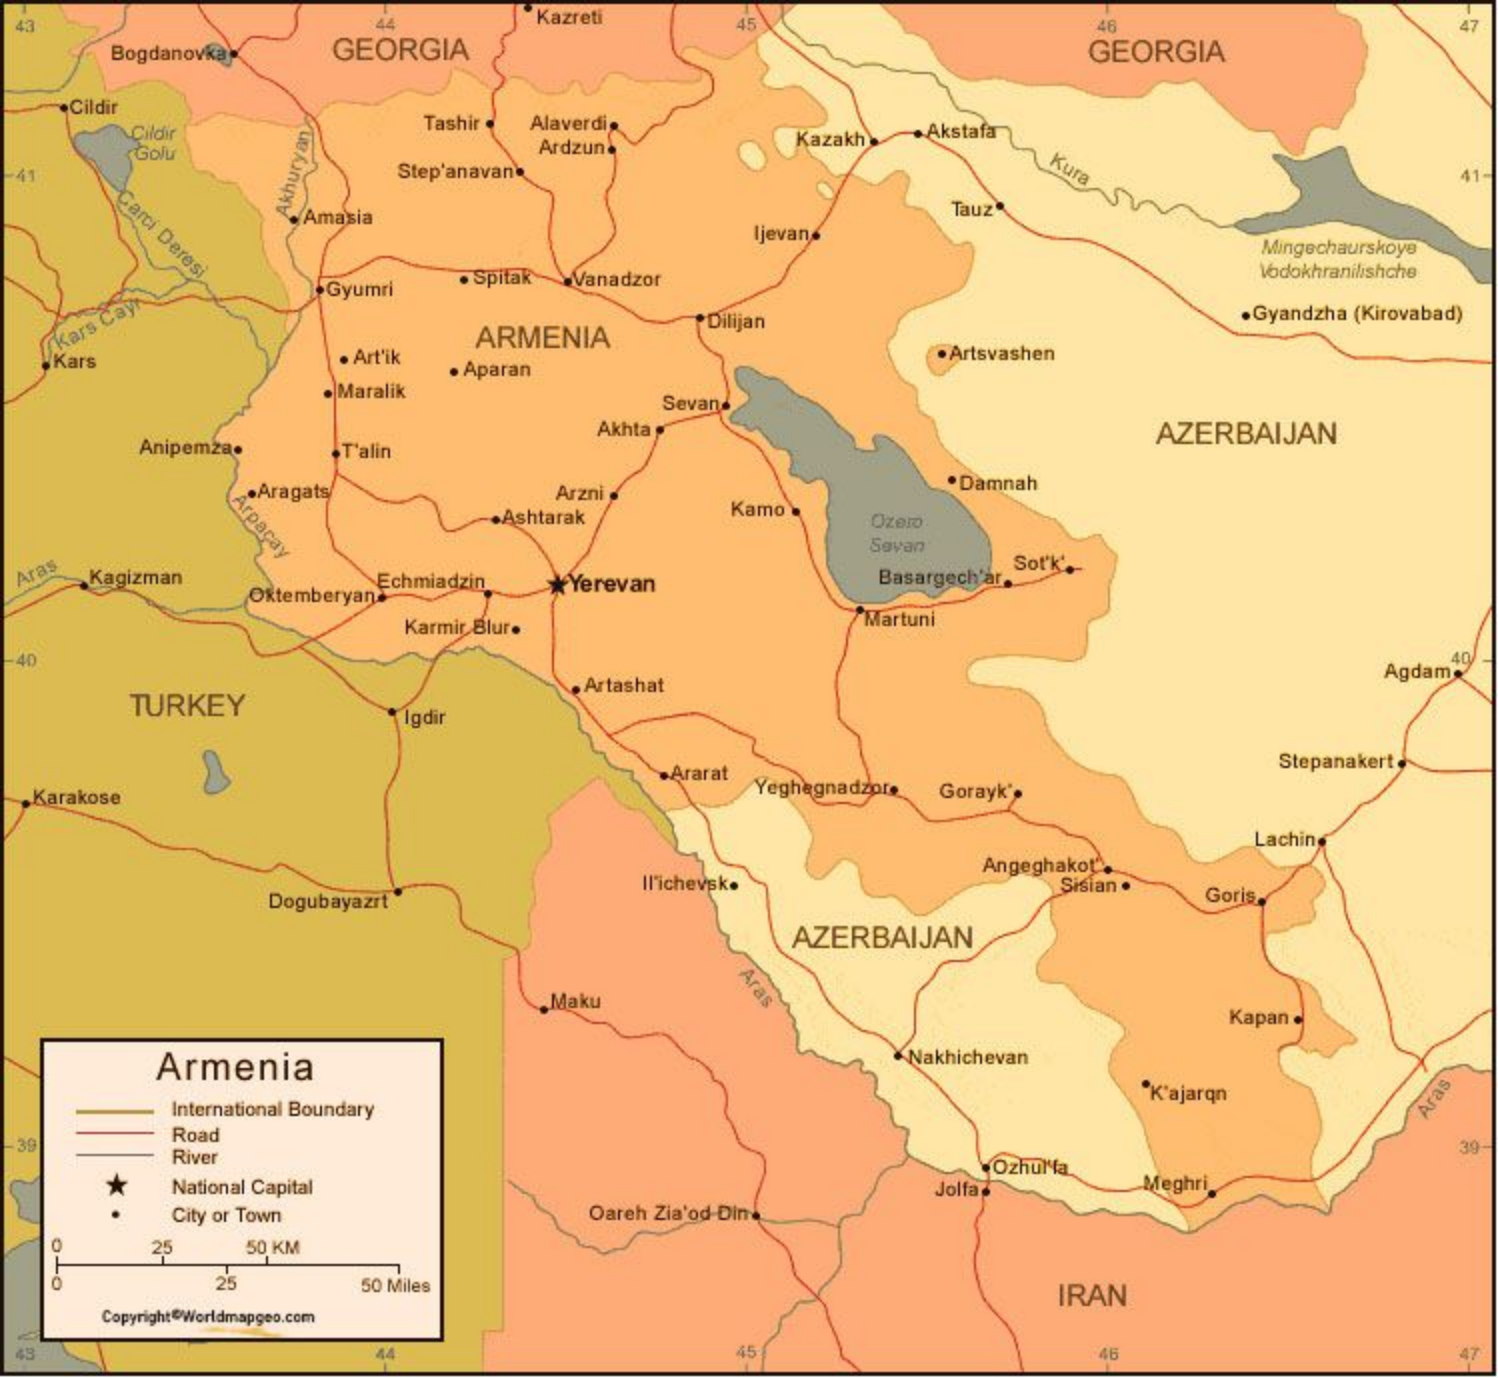 43
44
Kazreti
45
46
47
Bogdanovka
GEORGIA
GEORGIA
Cildir
Cildir
Golu
Tashir
Alaverdi
Ardzun
Kazakh
Akstafa
Step'anavan
Kura
41
41
Akhuryan
Amasia
Carci Deresi
Ijevan
Tauz
Mingechaurskoye
Vodokhranilishche
Gyumri
Spitak
Vanadzor
Kars Cayi
Dilijan
Gyandzha (Kirovabad)
ARMENIA
Kars
Art'ik
Aparan
Artsvashen
Maralik
Sevan
Akhta
AZERBAIJAN
Anipemza
T'alin
Aragats
Arpaçay
Arzni
Kamo
Damnah
Ashtarak
Ozero
Sevan
Aras
Kagizman
Echmiadzin
Yerevan
Basargech'ar
Sot'k'
Oktemberyan
Karmir Blur
Martuni
40
40
Artashat
Agdam
TURKEY
Igdir
Ararat
Stepanakert
Karakose
Yeghegnadzor
Gorayk'
Lachin
Angeghakot'
Il'ichevsk
Sisian
Goris
Dogubayazrt
AZERBAIJAN
Aras
Maku
Kapan
Nakhichevan
K'ajarqn
Aras
39
39
Ozhul'fa
Jolfa
Meghri
Oareh Zia'od Din
IRAN
Armenia
International Boundary
Road
River
National Capital
City or Town
0 25 50 KM
0 25 50 Miles
Copyright©Worldmapgeo.com
43
44
45
46
47